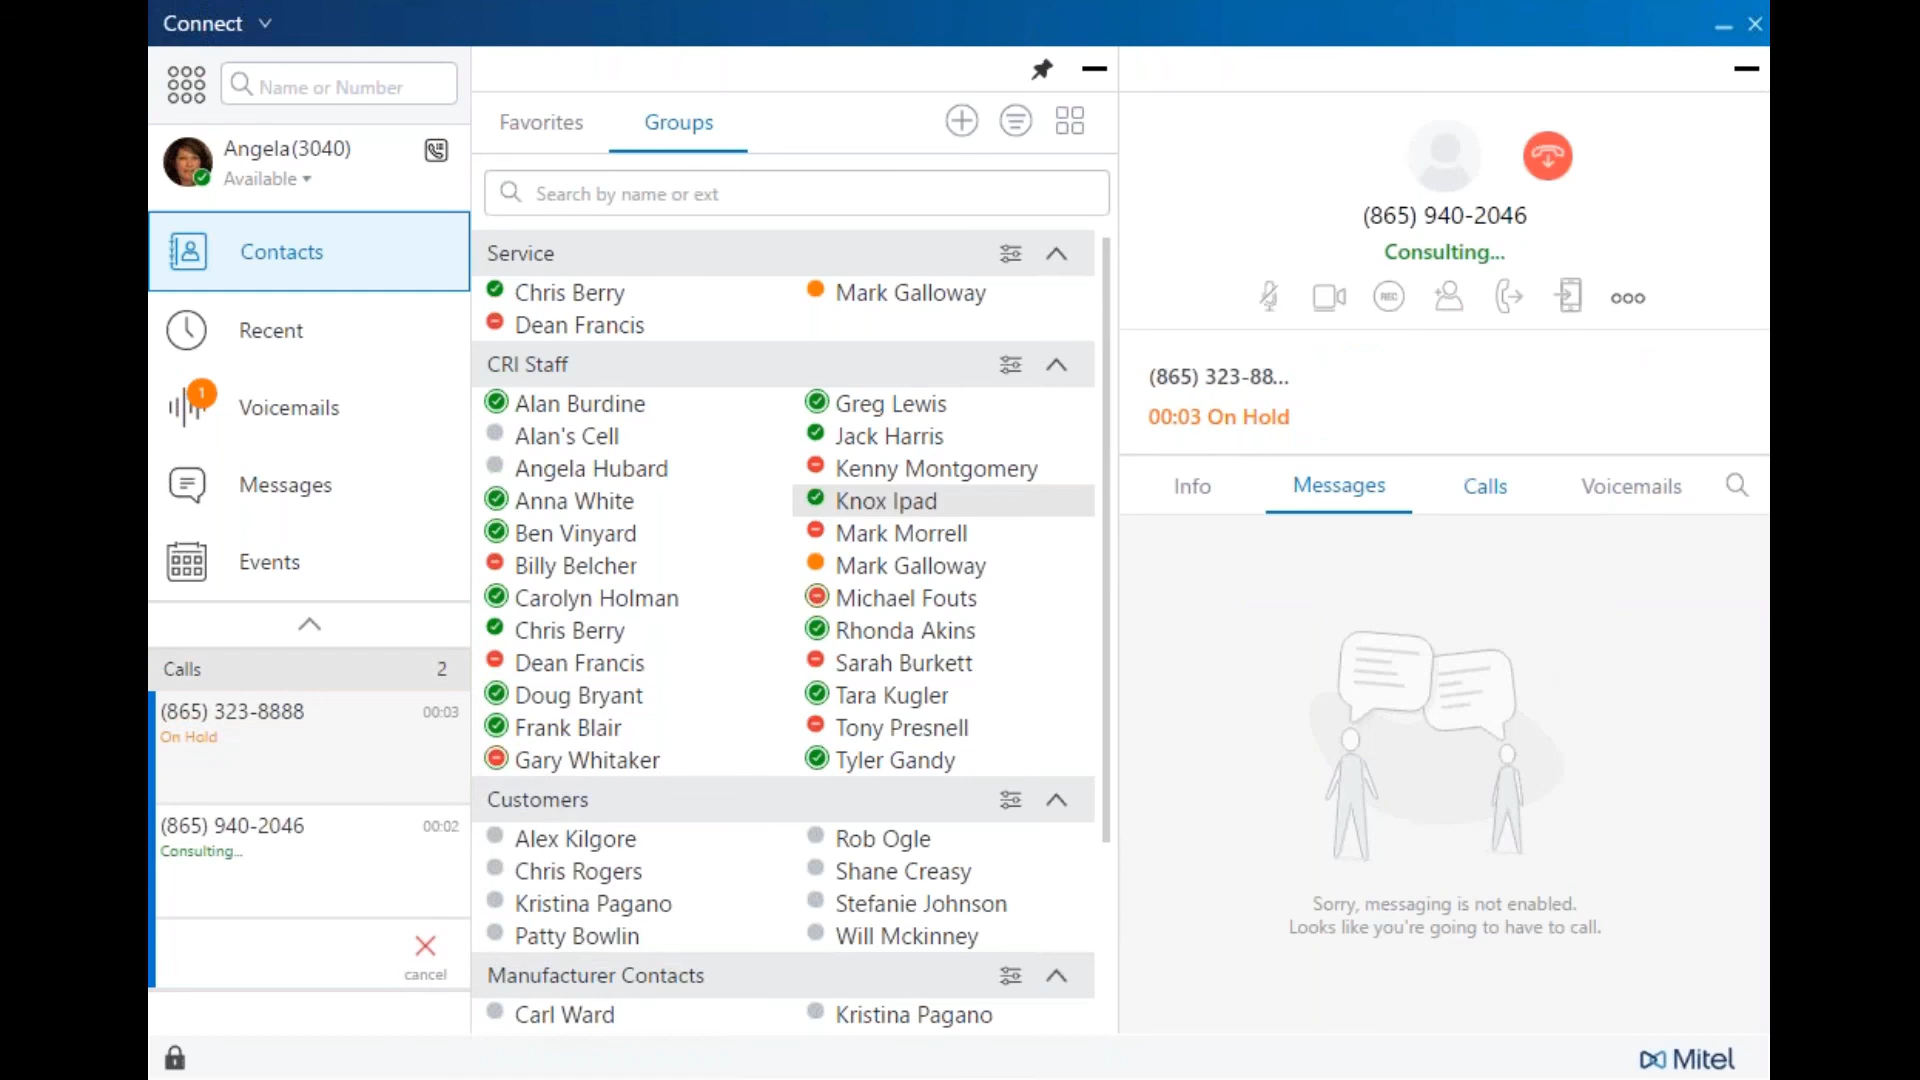 Connect
Name or Number
Angela(3040)
Available
Contacts
Recent
1
Voicemails
Messages
Events
Calls 2
(865) 323-8888 00:03
On Hold
(865) 940-2046 00:02
Consulting...
cancel
Favorites Groups
Search by name or ext
Service
Chris Berry Mark Galloway
Dean Francis
CRI Staff
Alan Burdine Greg Lewis
Alan's Cell Jack Harris
Angela Hubard Kenny Montgomery
Anna White Knox Ipad
Ben Vinyard Mark Morrell
Billy Belcher Mark Galloway
Carolyn Holman Michael Fouts
Chris Berry Rhonda Akins
Dean Francis Sarah Burkett
Doug Bryant Tara Kugler
Frank Blair Tony Presnell
Gary Whitaker Tyler Gandy
Customers
Alex Kilgore Rob Ogle
Chris Rogers Shane Creasy
Kristina Pagano Stefanie Johnson
Patty Bowlin Will Mckinney
Manufacturer Contacts
Carl Ward Kristina Pagano
(865) 940-2046
Consulting...
REC
(865) 323-88...
00:03 On Hold
Info Messages Calls Voicemails
Sorry, messaging is not enabled.
Looks like you're going to have to call.
Mitel